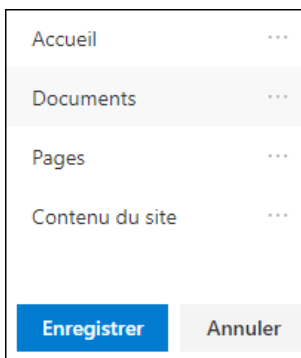 Accueil ...
Documents ...
Pages ...
Contenu du site ...
Enregistrer Annuler